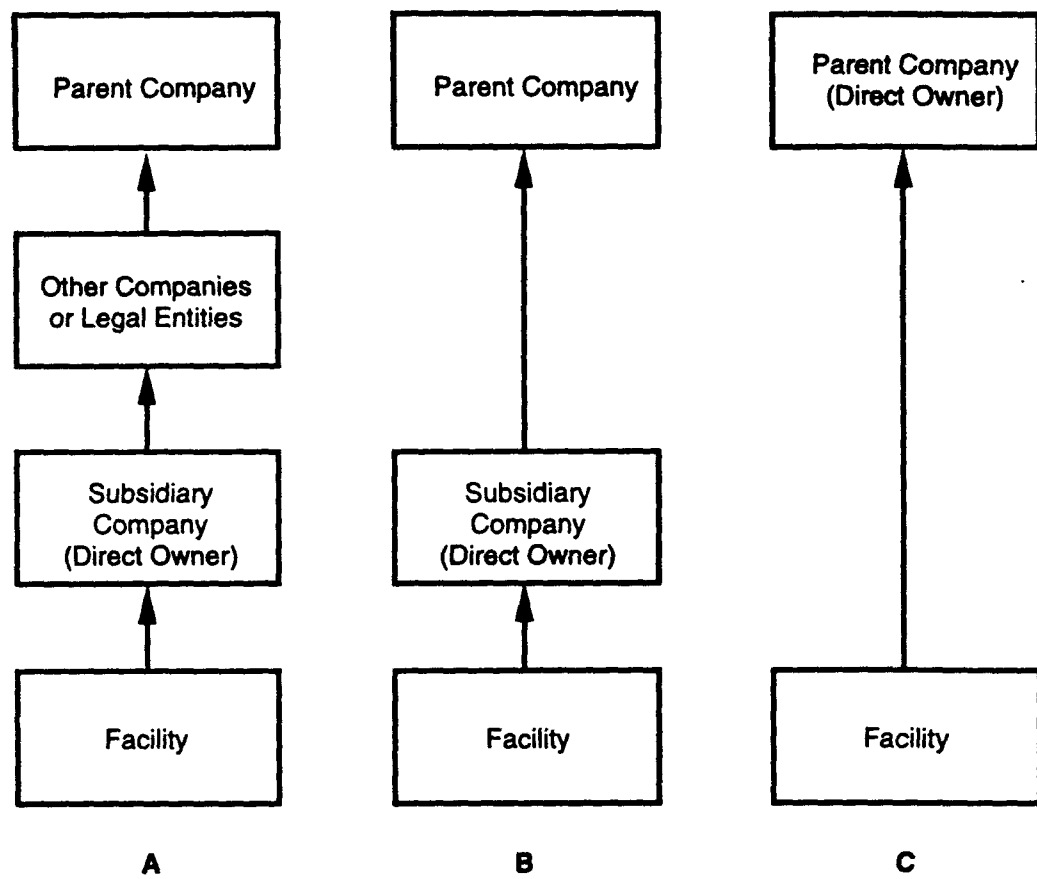 Parent Company
Other Companies
or Legal Entities
Subsidiary
Company
(Direct Owner)
Facility
A
Parent Company
Subsidiary
Company
(Direct Owner)
Facility
B
Parent Company
(Direct Owner)
Facility
C